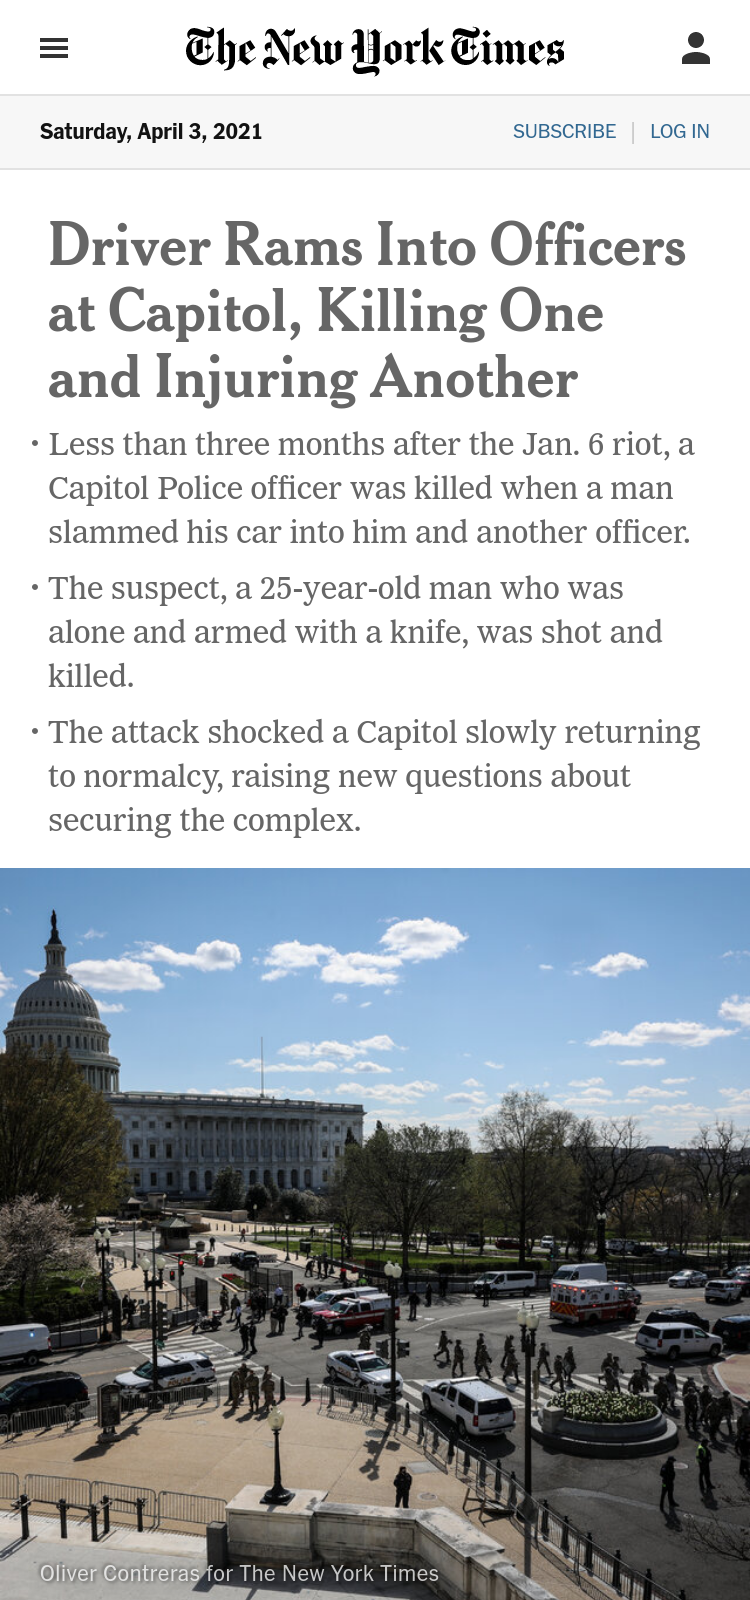 The New York Times
Saturday, April 3, 2021
SUBSCRIBE | LOG IN
Driver Rams Into Officers
at Capitol, Killing One
and Injuring Another
• Less than three months after the Jan. 6 riot, a
Capitol Police officer was killed when a man
slammed his car into him and another officer.
• The suspect, a 25-year-old man who was
alone and armed with a knife, was shot and
killed.
• The attack shocked a Capitol slowly returning
to normalcy, raising new questions about
securing the complex.
Oliver Contreras for The New York Times